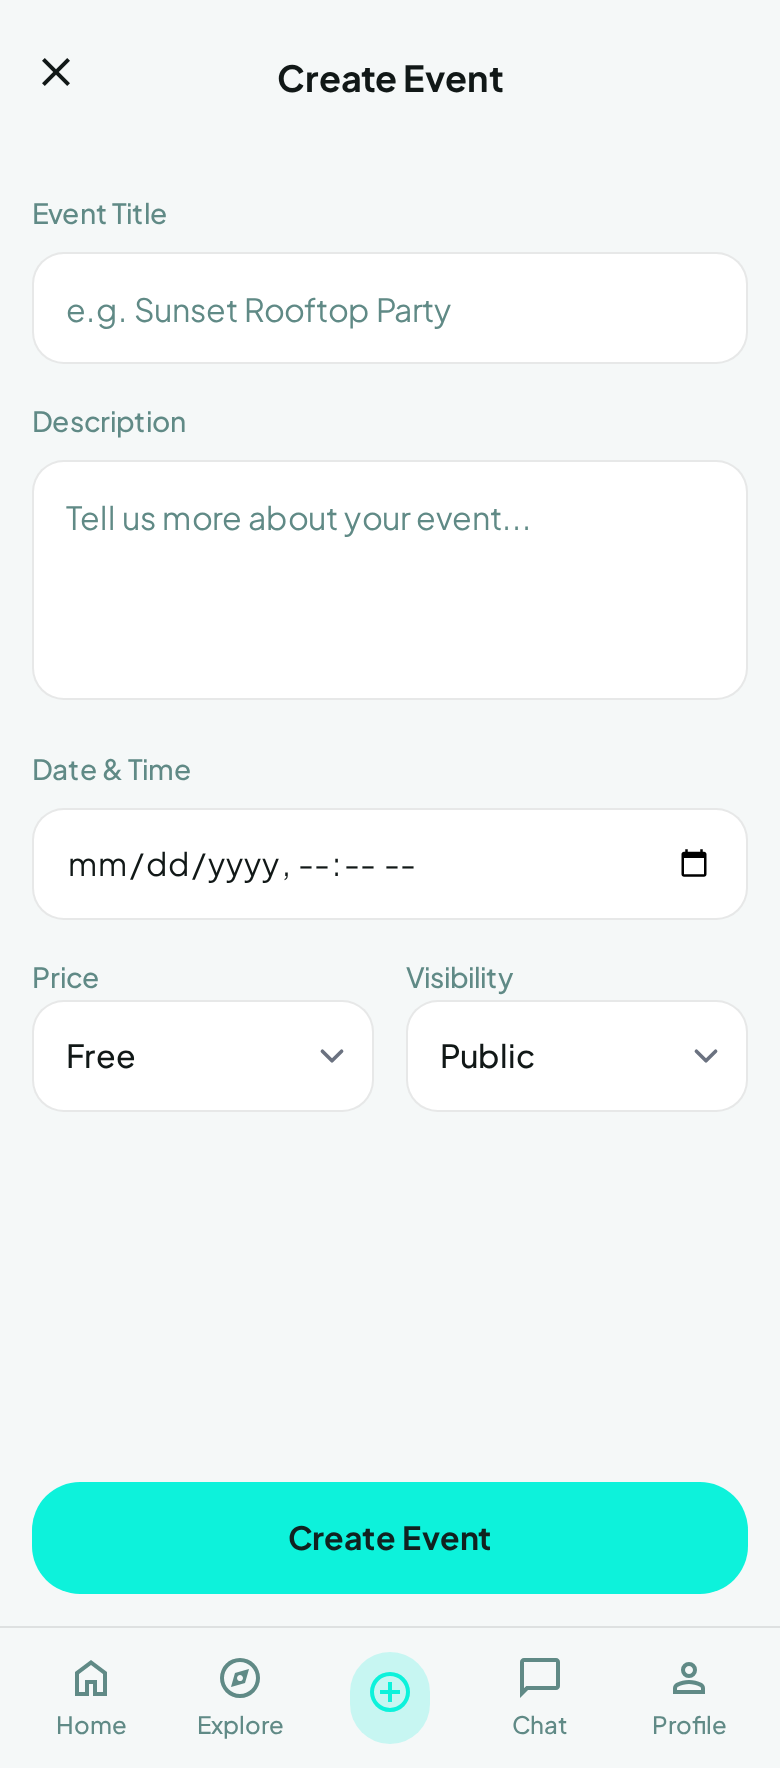 Create Event
Event Title
e.g. Sunset Rooftop Party
Description
Tell us more about your event...
Date & Time
mm/dd/yyyy, --:-- --
Price Visibility
Free Public
Create Event
Home Explore Chat Profile